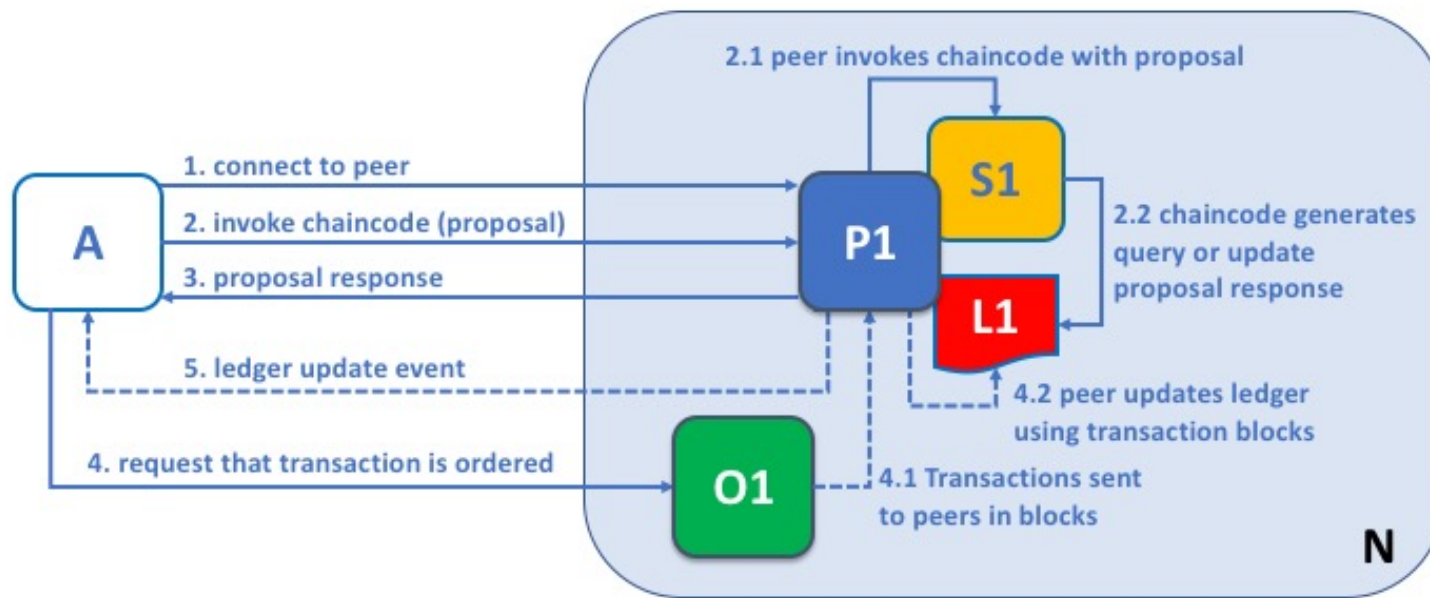 2.1 peer invokes chaincode with proposal
1. connect to peer
S1
A
2. invoke chaincode (proposal)
P1
2.2 chaincode generates
query or update
proposal response
3. proposal response
L1
5. ledger update event
4.2 peer updates ledger
using transaction blocks
4. request that transaction is ordered
O1
4.1 Transactions sent
to peers in blocks
N